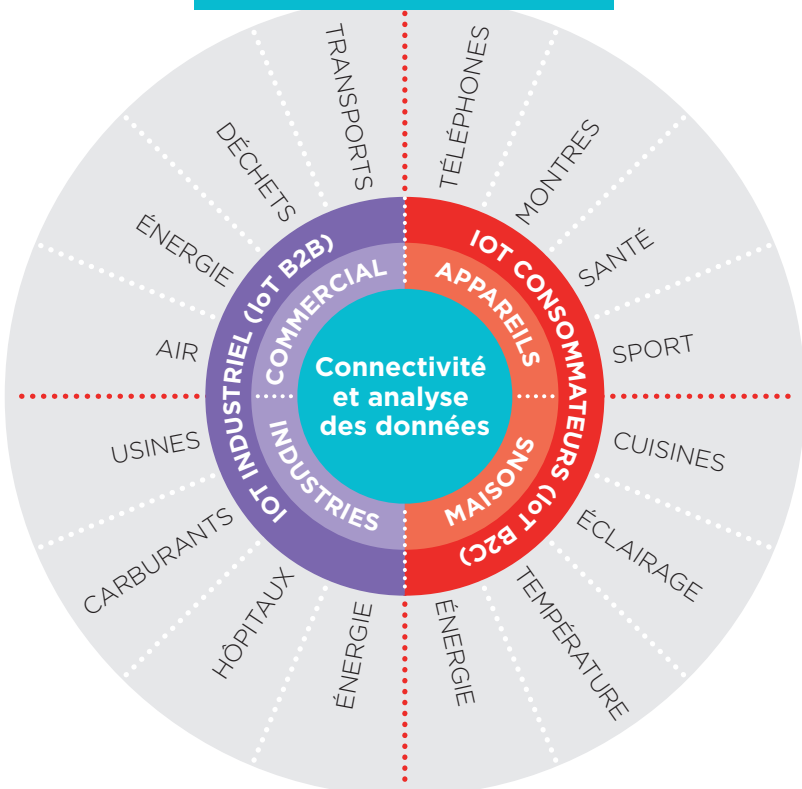 Connectivité
et analyse
des données
IOT INDUSTRIEL (IoT B2B)
IOT CONSOMMATEURS (IoT B2C)
COMMERCIAL
APPAREILS
INDUSTRIES
MAISONS
TÉLÉPHONES
MONTRES
SANTÉ
SPORT
CUISINES
ÉCLAIRAGE
TEMPÉRATURE
ÉNERGIE
ÉNERGIE
HÔPITAUX
CARBURANTS
USINES
AIR
ÉNERGIE
DÉCHETS
TRANSPORTS